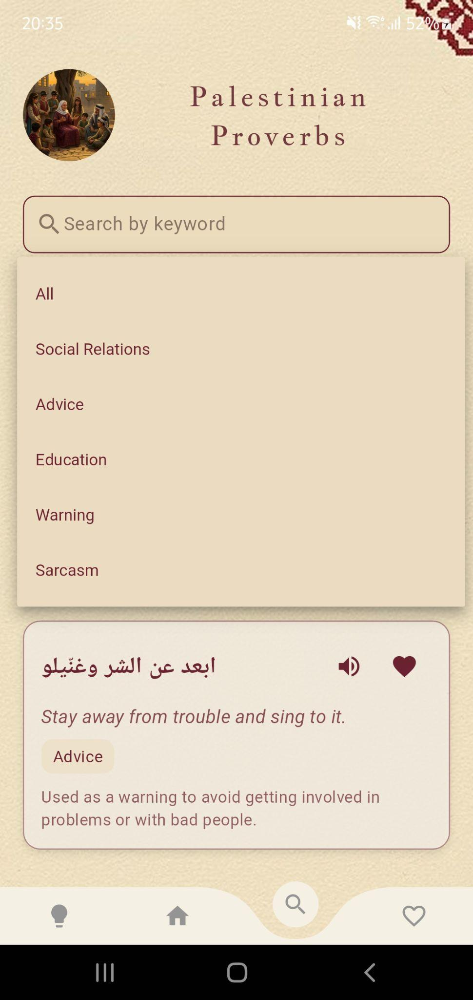 20:35
6
52%
Palestinian
Proverbs
Search by keyword
All
Social Relations
Advice
Education
Warning
Sarcasm
ابعد عن الشر وغنّيلو
Stay away from trouble and sing to it.
Advice
Used as a warning to avoid getting involved in
problems or with bad people.